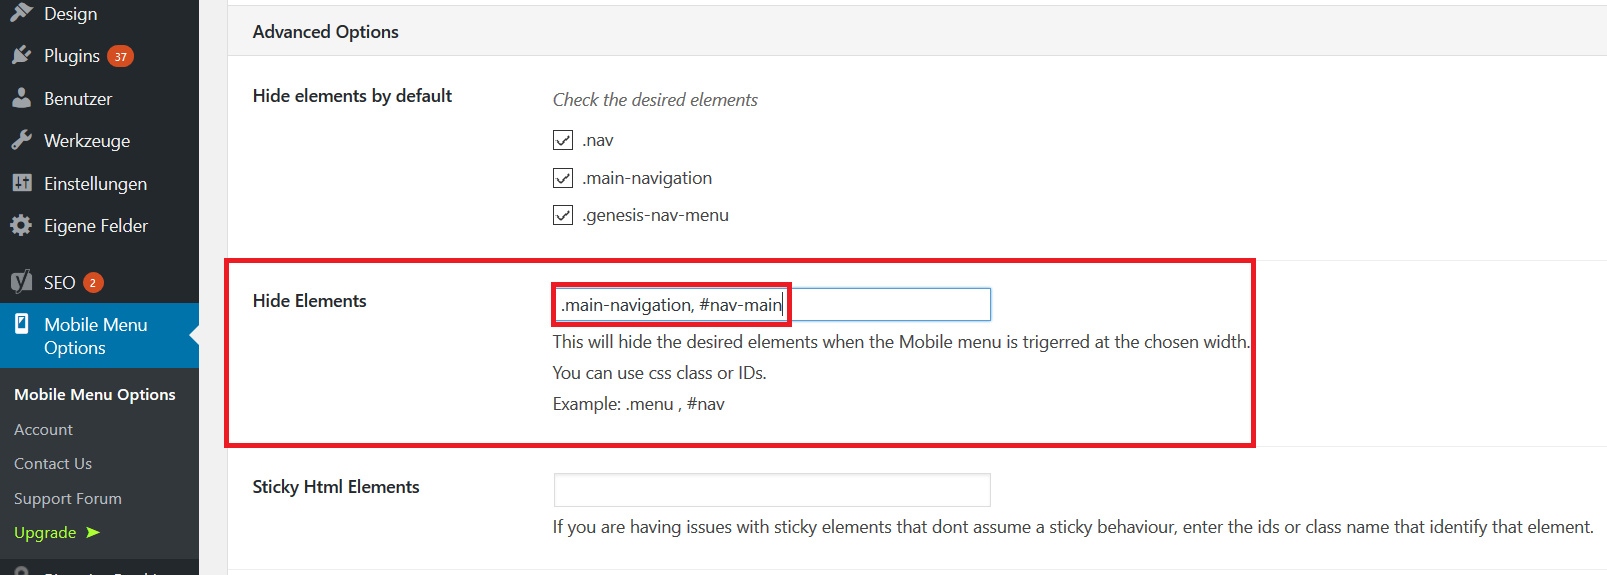 Design
Plugins 37
Benutzer
Werkzeuge
Einstellungen
Eigene Felder
SEO 2
Mobile Menu
Options
Mobile Menu Options
Account
Contact Us
Support Forum
Upgrade ➤
Advanced Options
Hide elements by default
Check the desired elements
.nav
.main-navigation
.genesis-nav-menu
Hide Elements
.main-navigation, #nav-main
This will hide the desired elements when the Mobile menu is trigerred at the chosen width.
You can use css class or IDs.
Example: .menu , #nav
Sticky Html Elements
If you are having issues with sticky elements that dont assume a sticky behaviour, enter the ids or class name that identify that element.